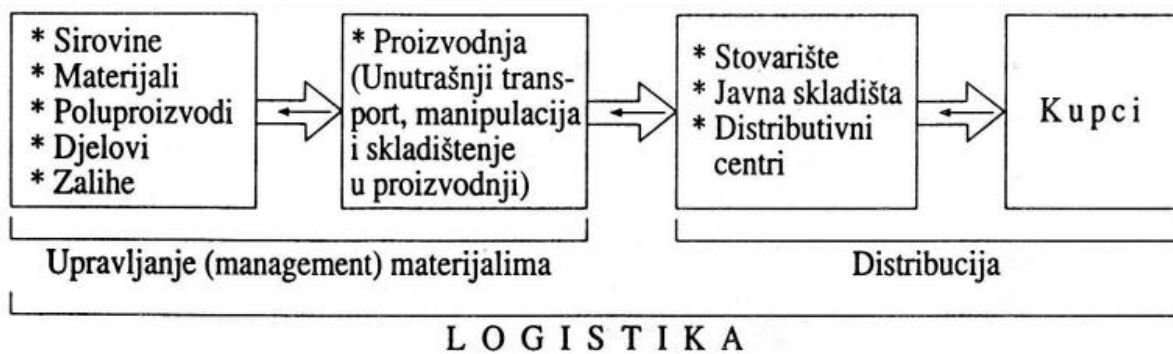 * Sirovine
* Materijali
* Poluproizvodi
* Djelovi
* Zalihe
* Proizvodnja
(Unutrašnji trans-
port, manipulacija
i skladištenje
u proizvodnji)
* Stovarište
* Javna skladišta
* Distributivni
centri
Kupci
Upravljanje (management) materijalima
Distribucija
LOGISTIKA